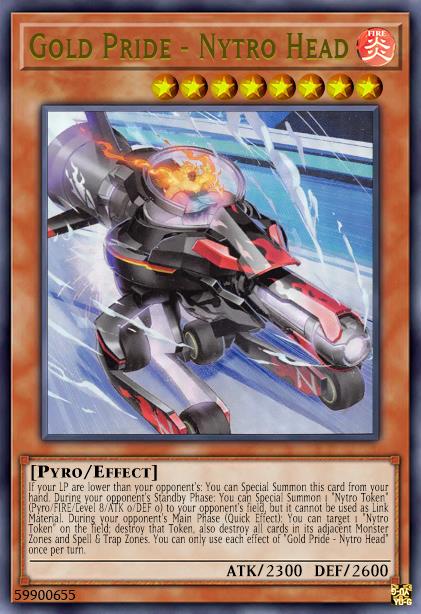 GOLD PRIDE - NYTRO HEAD
FIRE
炎
[PYRO/EFFECT]
If your LP are lower than your opponent's: You can Special Summon this card from your
hand. During your opponent's Standby Phase: You can Special Summon 1 "Nytro Token"
(Pyro/FIRE/Level 8/ATK 0/DEF 0) to your opponent's field, but it cannot be used as Link
Material. During your opponent's Main Phase (Quick Effect): You can target 1 "Nytro
Token" on the field; destroy that Token, also destroy all cards in its adjacent Monster
Zones and Spell & Trap Zones. You can only use each effect of "Gold Pride - Nytro Head"
once per turn.
ATK/2300 DEF/2600
59900655